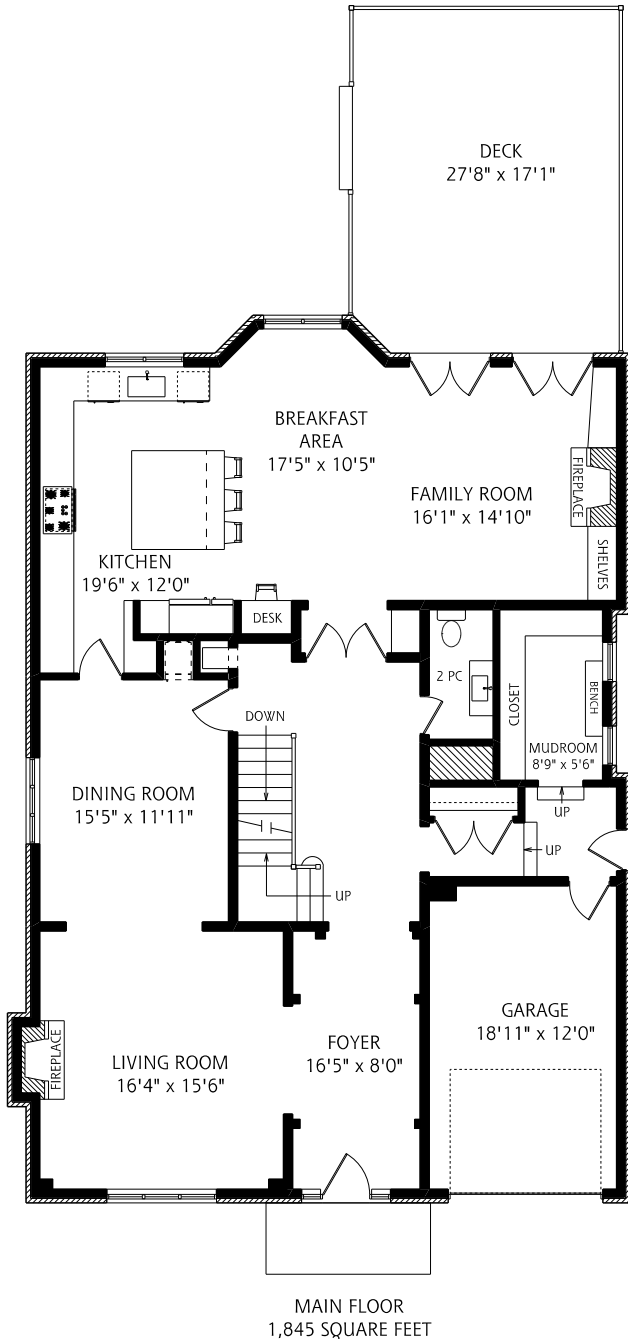 DECK
27'8" x 17'1"
BREAKFAST
AREA
17'5" x 10'5"
FAMILY ROOM
16'1" x 14'10"
FIREPLACE
SHELVES
KITCHEN
19'6" x 12'0"
DESK
2 PC
CLOSET
BENCH
MUDROOM
8'9" x 5'6"
UP
DOWN
DINING ROOM
15'5" x 11'11"
UP
UP
GARAGE
18'11" x 12'0"
FOYER
16'5" x 8'0"
FIREPLACE
LIVING ROOM
16'4" x 15'6"
MAIN FLOOR
1,845 SQUARE FEET